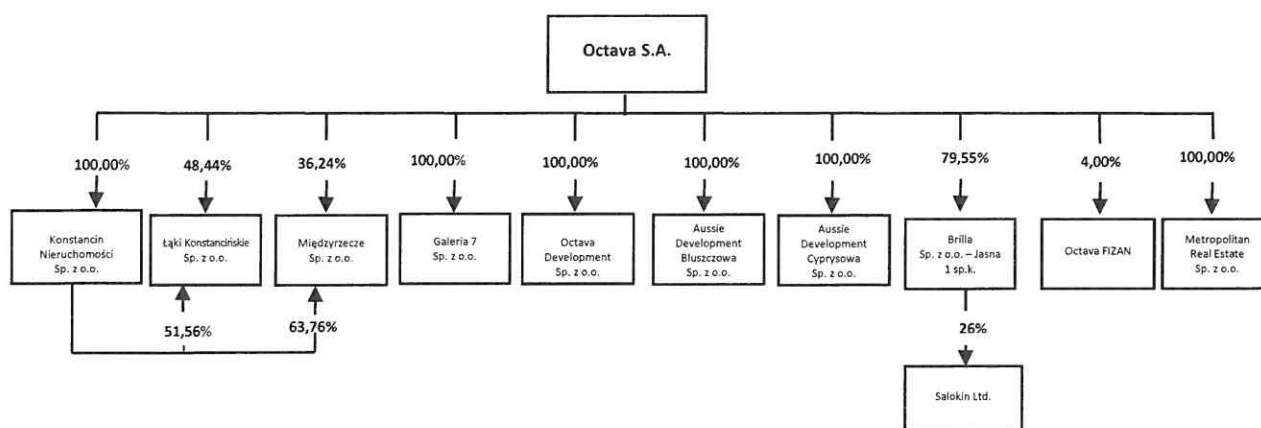 Octava S.A.
100,00%
48,44%
36,24%
100,00%
100,00%
100,00%
100,00%
79,55%
4,00%
100,00%
Konstancin
Nieruchomości
Sp. z o.o.
Łąki Konstancińskie
Sp. z o.o.
Międzyrzecze
Sp. z o.o.
Galeria 7
Sp. z o.o.
Octava
Development
Sp. z o.o.
Aussie
Development
Bluszczowa
Sp. z o.o.
Aussie
Development
Cyprysowa
Sp. z o.o.
Brilla
Sp. z o.o. – Jasna
1 sp.k.
Octava FIZAN
Metropolitan
Real Estate
Sp. z o.o.
51,56%
63,76%
26%
Salokin Ltd.